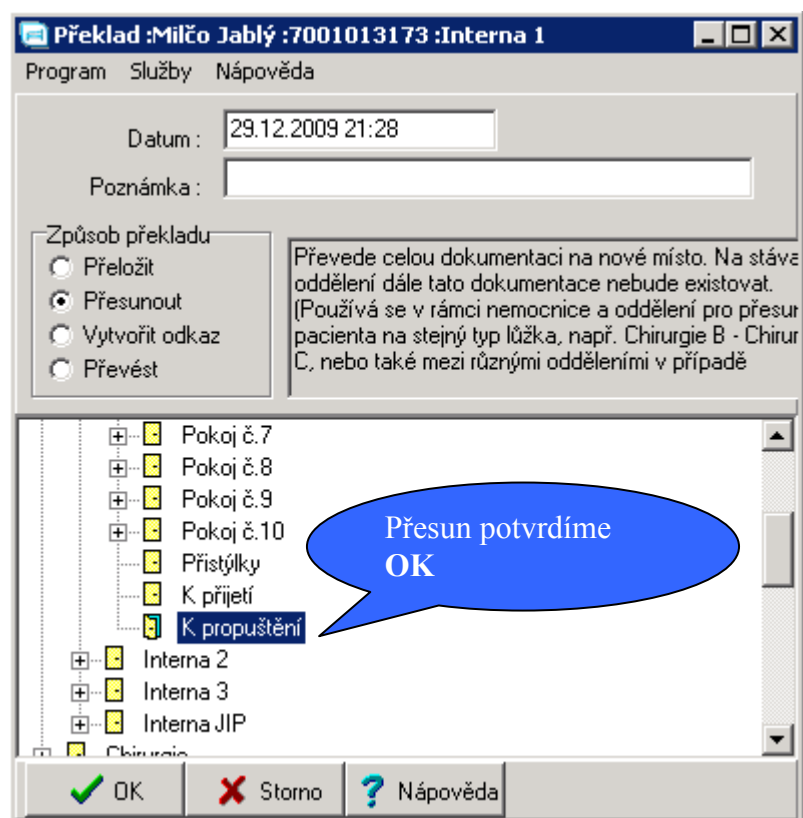 Překlad :Milčo Jablý :7001013173 :Interna 1
Program Služby Nápověda
Datum : 29.12.2009 21:28
Poznámka :
Způsob překladu
Přeložit
Přesunout
Vytvořit odkaz
Převést
Převede celou dokumentaci na nové místo. Na stáva
oddělení dále tato dokumentace nebude existovat.
(Používá se v rámci nemocnice a oddělení pro přesur
pacienta na stejný typ lůžka, např. Chirurgie B - Chirur
C, nebo také mezi různými odděleními v případě
Pokoj č.7
Pokoj č.8
Pokoj č.9
Pokoj č.10
Přistýlky
K přijetí
K propuštění
Interna 2
Interna 3
Interna JIP
Chirurgie
Přesun potvrdíme
OK
OK Storno Nápověda